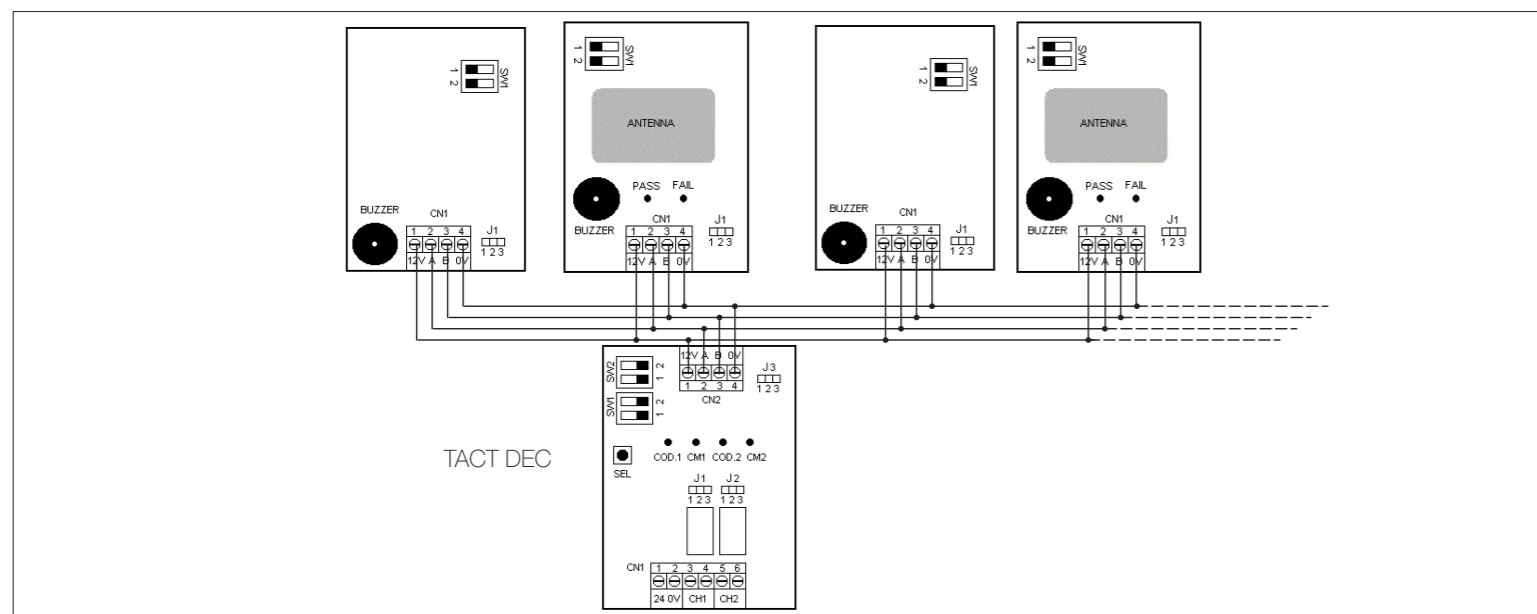 1
2
SW1
BUZZER
CN1
1 2 3 4
12V A B 0V
J1
1 2 3
1
2
SW1
ANTENNA
PASS FAIL
BUZZER
CN1
1 2 3 4
12V A B 0V
J1
1 2 3
1
2
SW1
BUZZER
CN1
1 2 3 4
12V A B 0V
J1
1 2 3
1
2
SW1
ANTENNA
PASS FAIL
BUZZER
CN1
1 2 3 4
12V A B 0V
J1
1 2 3
TACT DEC
12V A B 0V
1 2 3 4
CN2
J3
1 2 3
SW2
2
1
SW1
2
1
SEL
COD.1 CM1 COD.2 CM2
J1 J2
1 2 3 1 2 3
CN1
1 2 3 4 5 6
24 0V CH1 CH2